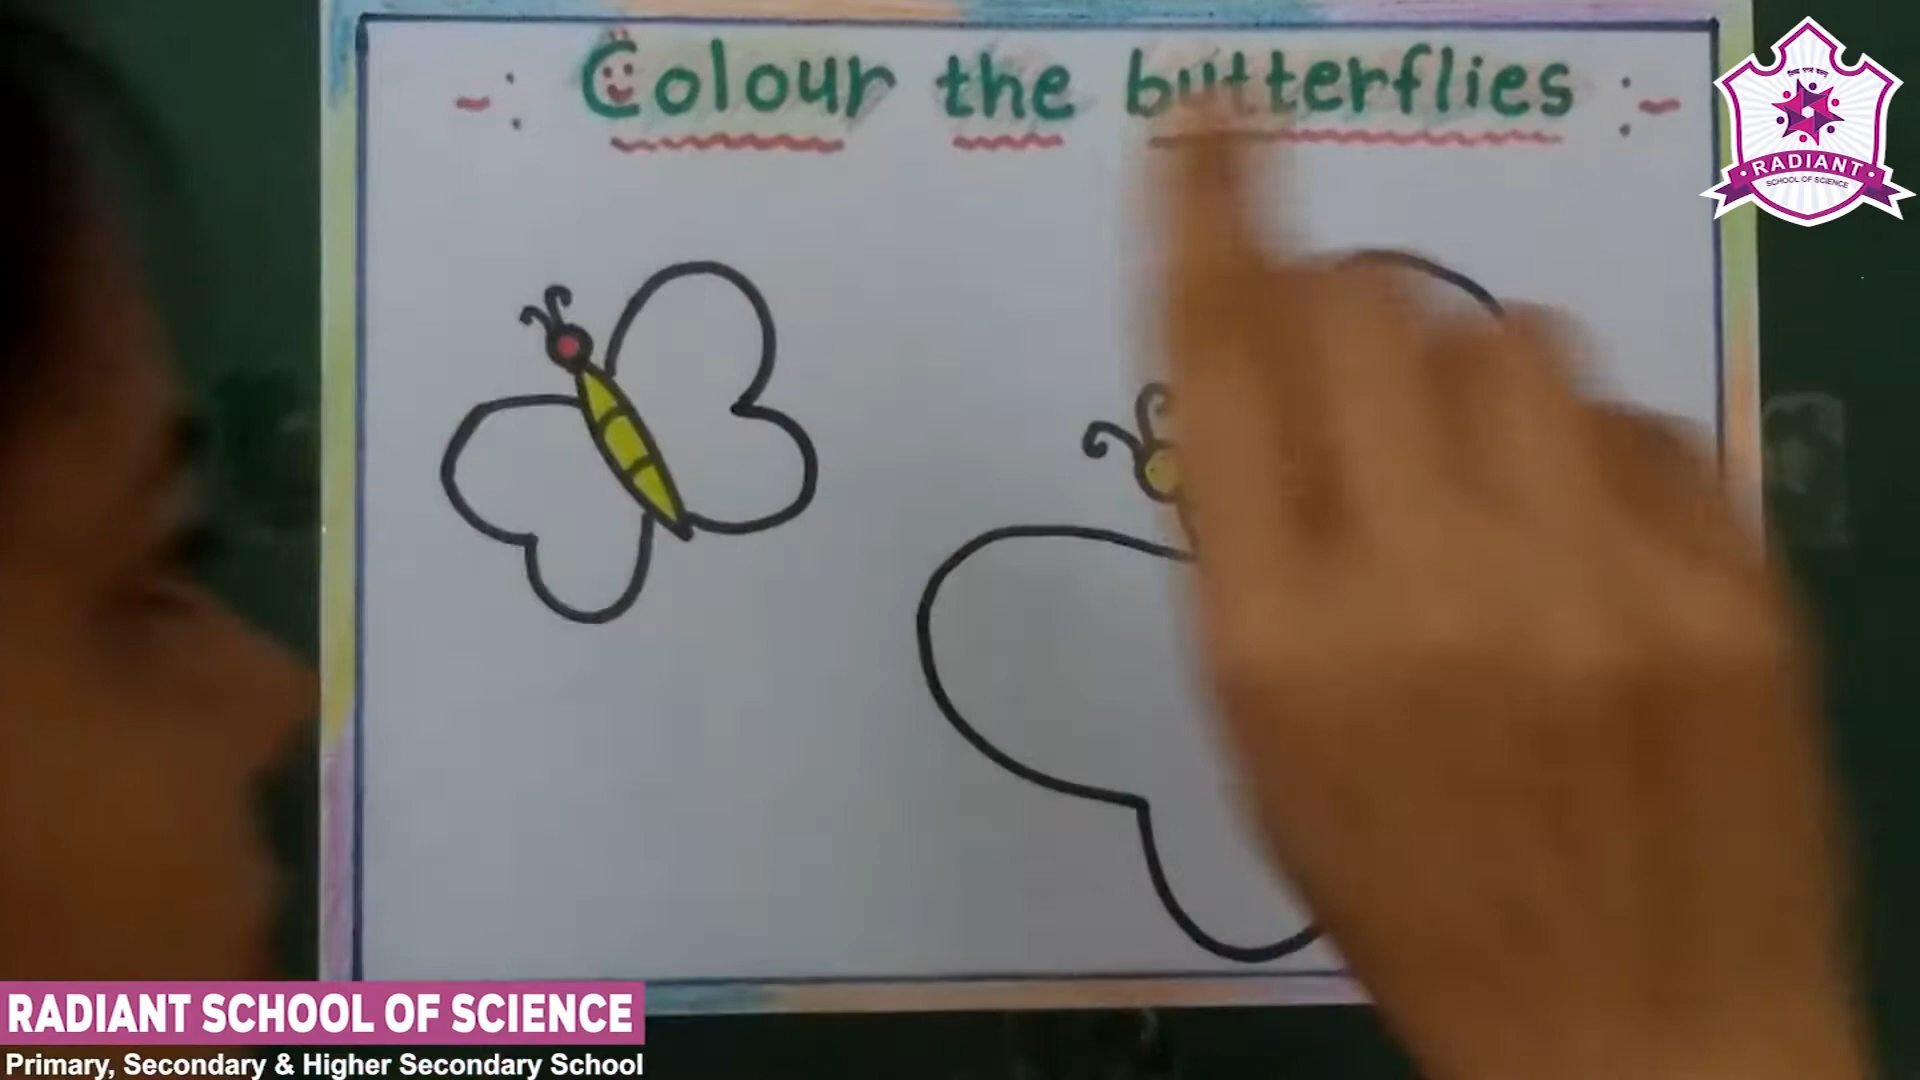 -: Colour the butterflies :-
RADIANT
SCHOOL OF SCIENCE
RADIANT SCHOOL OF SCIENCE
Primary, Secondary & Higher Secondary School